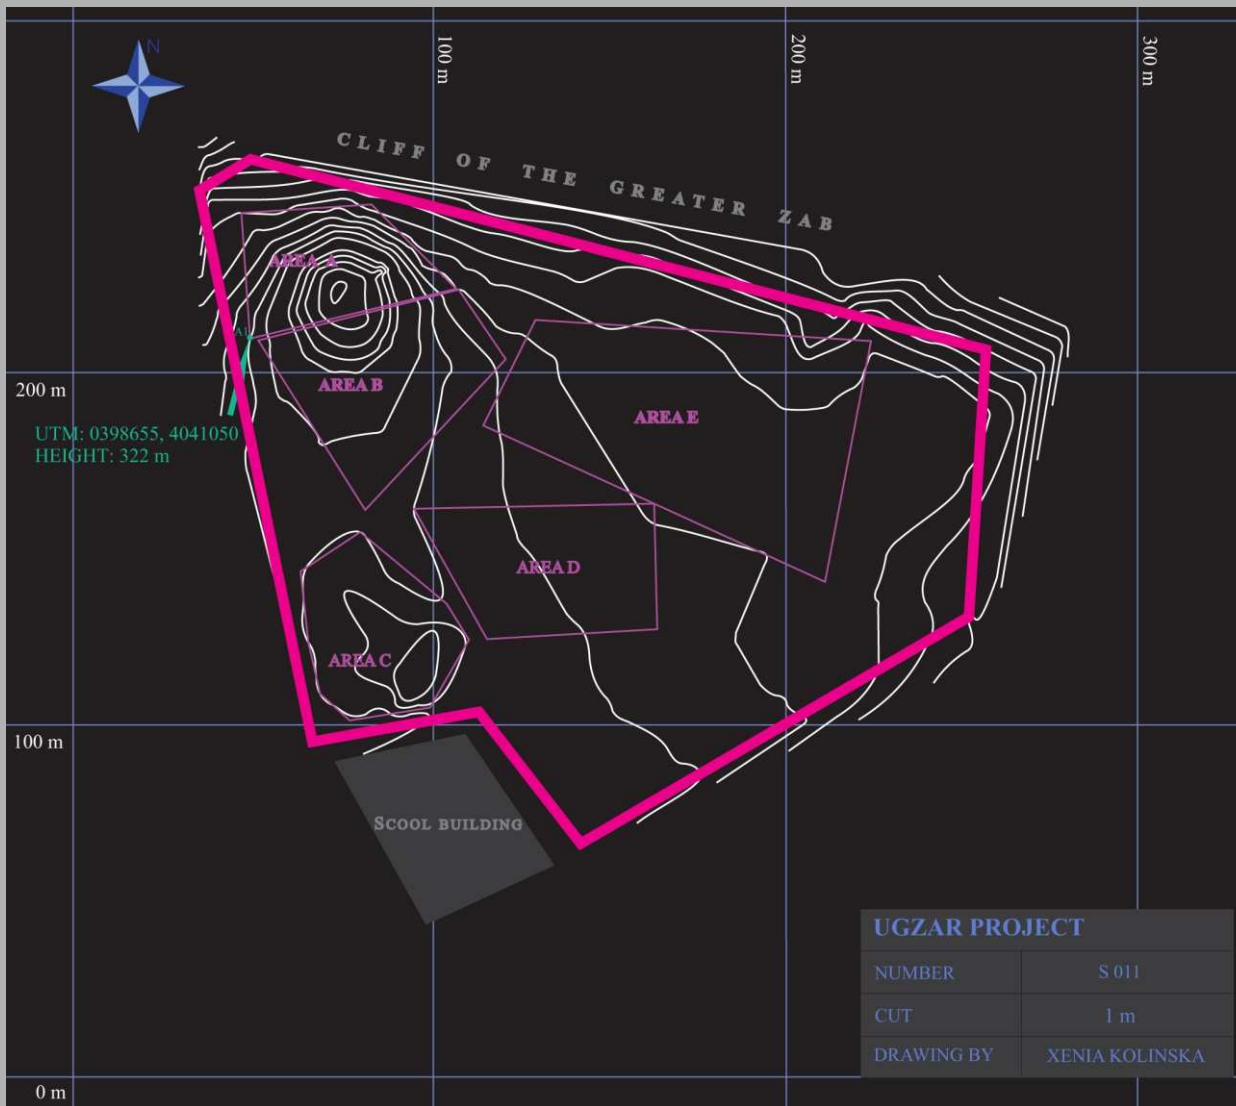 N
100 m
200 m
300 m
CLIFF OF THE GREATER ZAB
AREA A
A1
AREA B
200 m
AREA E
UTM: 0398655, 4041050
HEIGHT: 322 m
AREA D
AREA C
100 m
SCOOL BUILDING
UGZAR PROJECT
NUMBER S 011
CUT 1 m
DRAWING BY XENIA KOLINSKA
0 m